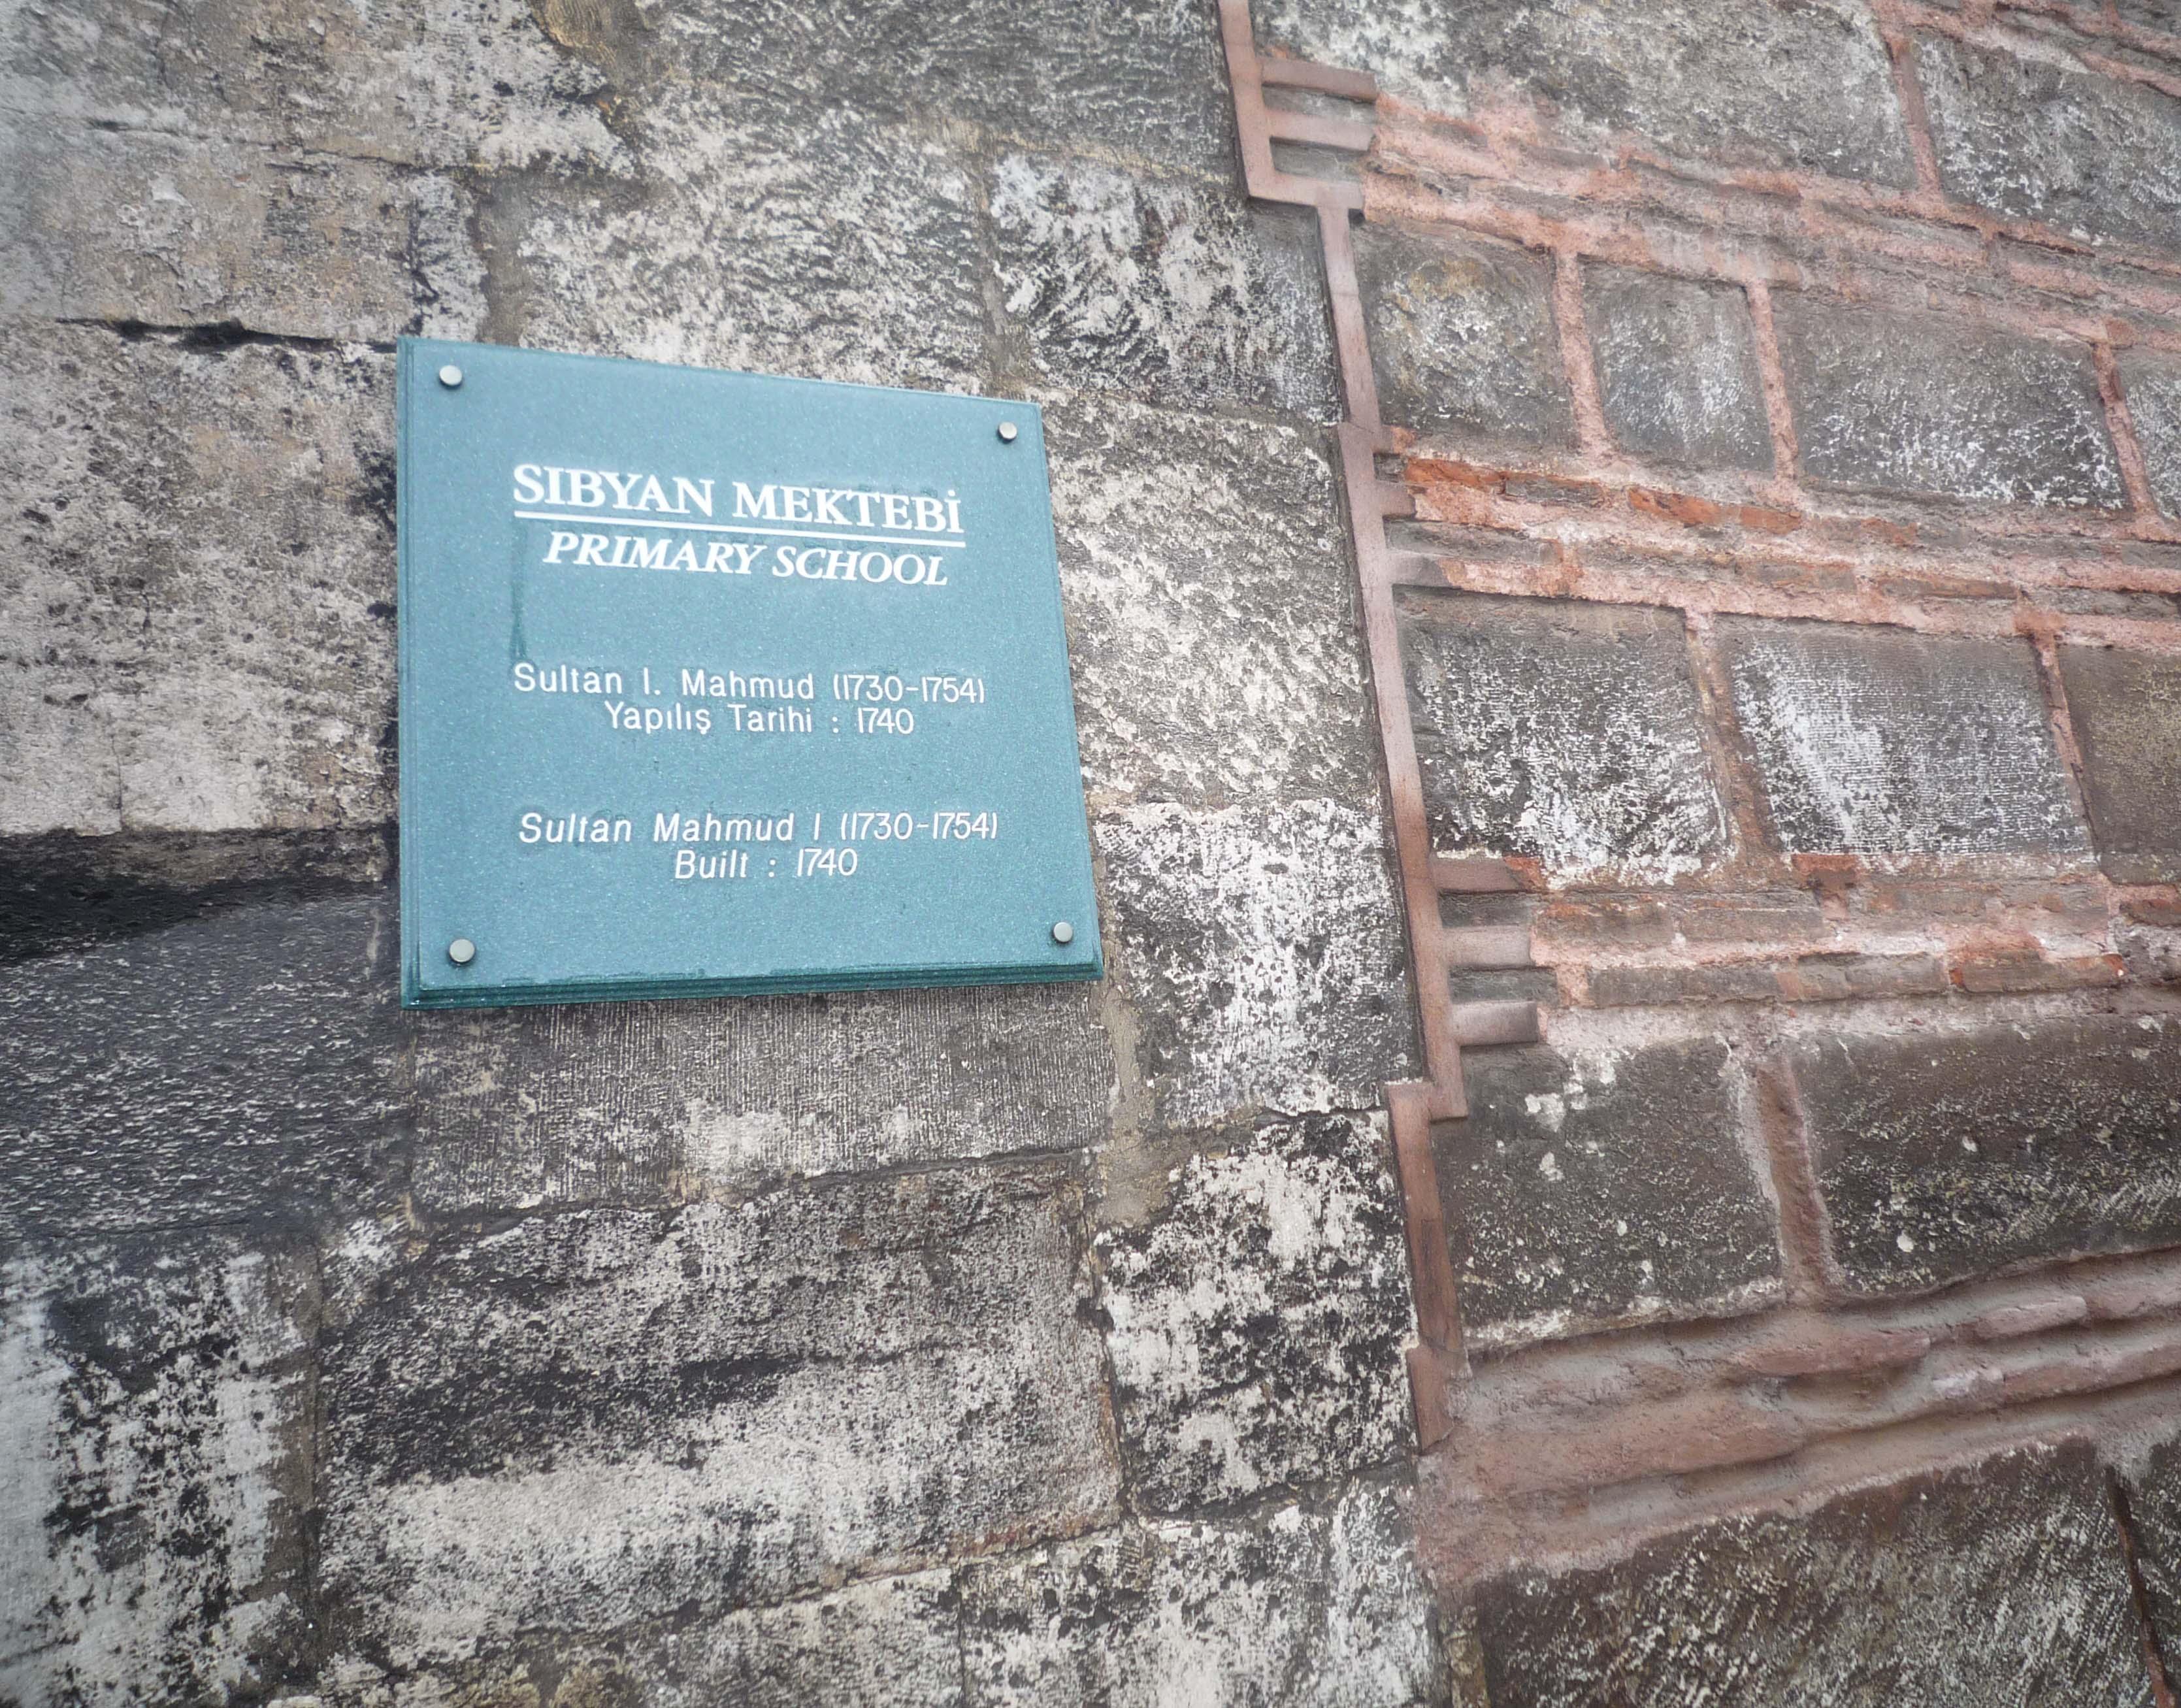 SIBYAN MEKTEBİ
PRIMARY SCHOOL
Sultan I. Mahmud (1730-1754)
Yapılış Tarihi : 1740
Sultan Mahmud I (1730-1754)
Built : 1740